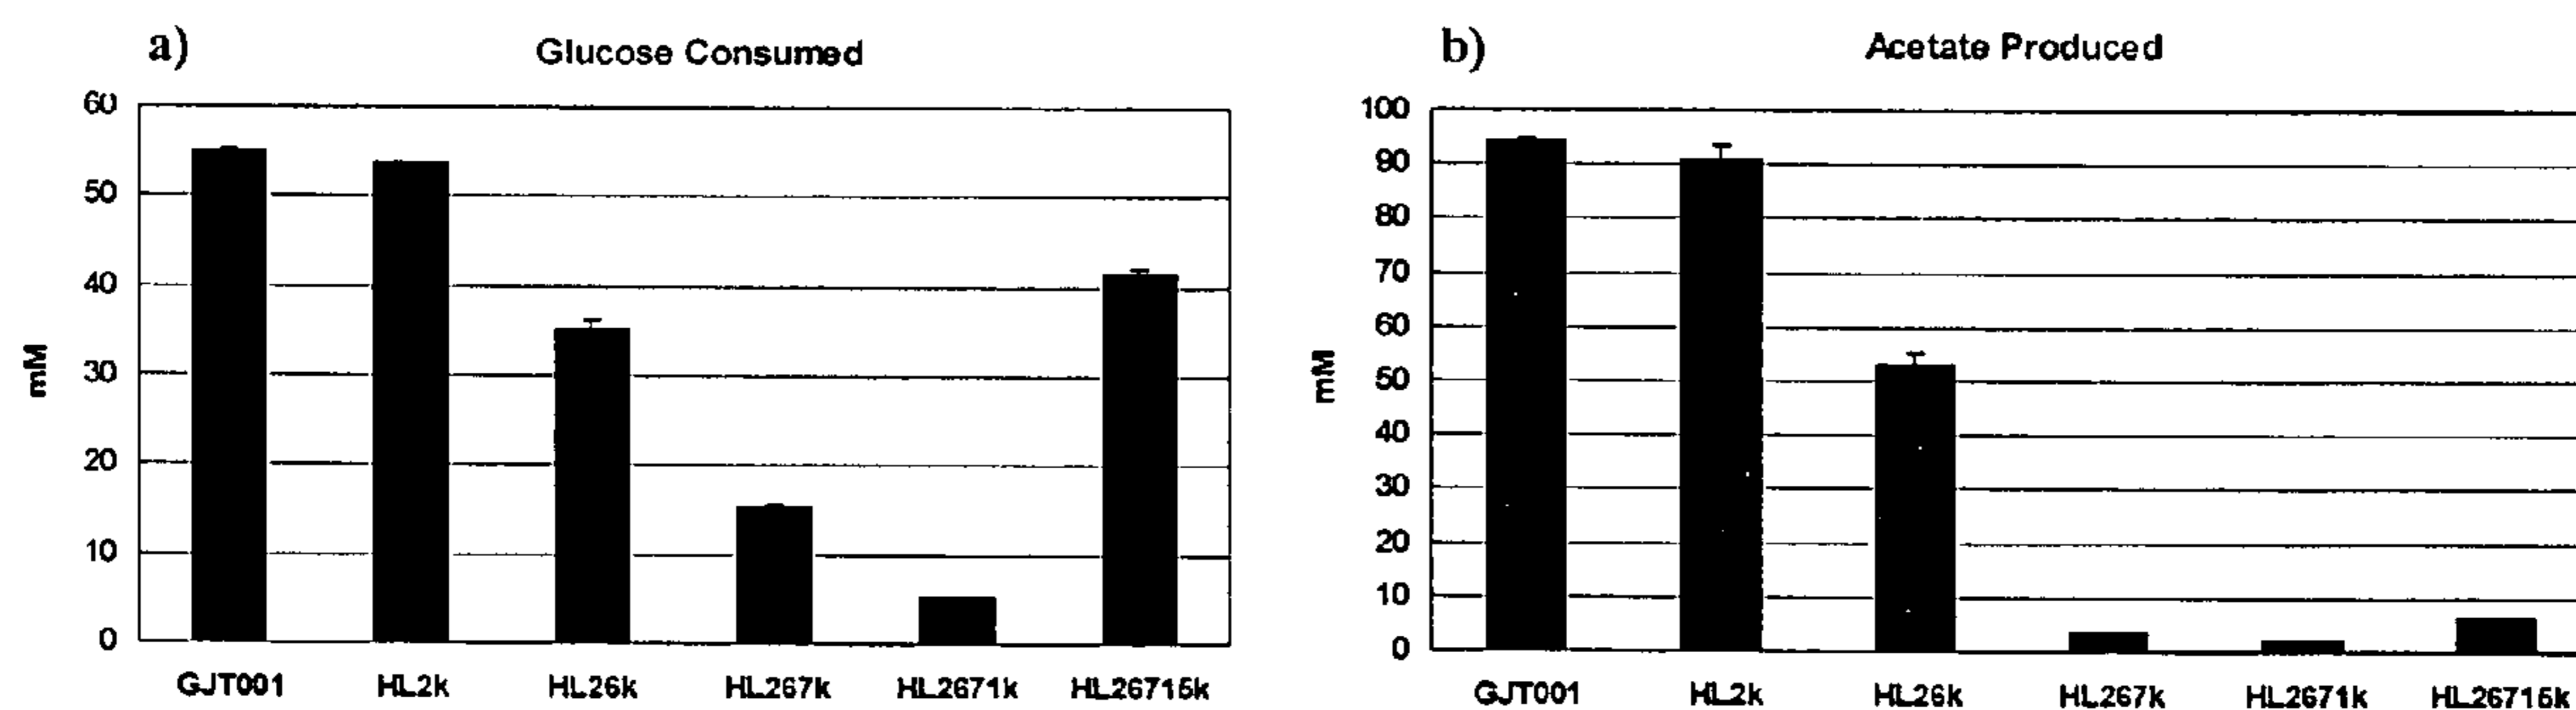 a)
Glucose Consumed
60
50
40
30
20
10
0
mM
GJT001 HL2k HL26k HL267k HL2671k HL26715k
b)
Acetate Produced
100
90
80
70
60
50
40
30
20
10
0
mM
GJT001 HL2k HL26k HL267k HL2671k HL26715k